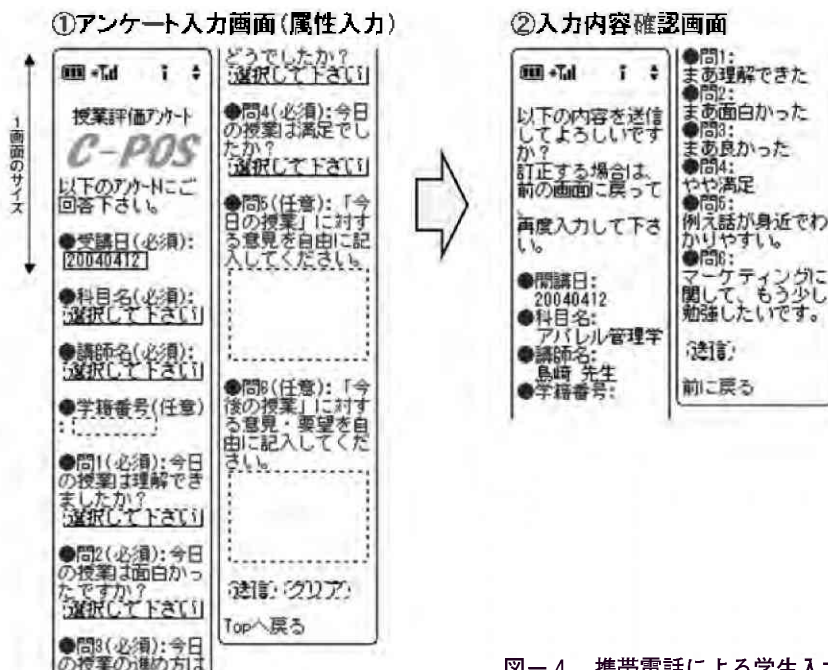 ①アンケート入力画面(属性入力)
1画面のサイズ
授業評価アンケート
C-POS
以下のアンケートにご
回答下さい。
●受講日(必須):
20040412
●科目名(必須):
選択して下さい
●講師名(必須):
選択して下さい
●学籍番号(任意)
:
●問1(必須):今日
の授業は理解でき
ましたか?
選択して下さい
●問2(必須):今日
の授業は面白かっ
たですか?
選択して下さい
●問3(必須):今日
の授業の進め方は
どうでしたか?
選択して下さい
●問4(必須):今日
の授業は満足でし
たか?
選択して下さい
●問5(任意):「今
日の授業」に対す
る意見を自由に記
入してください。
●問6(任意):「今
後の授業」に対す
る意見・要望を自
由に記入してくだ
さい。
送信 クリア
Topへ戻る
②入力内容確認画面
以下の内容を送信
してよろしいです
か?
訂正する場合は、
前の画面に戻って
、
再度入力して下さ
い。
●開講日:
20040412
●科目名:
アパレル管理学
●講師名:
島崎 先生
●学籍番号:
●問1:
まあ理解できた
●問2:
まあ面白かった
●問3:
まあ良かった
●問4:
やや満足
●問5:
例え話が身近でわ
かりやすい。
●問6:
マーケティングに
関して、もう少し
勉強したいです。
送信
前に戻る
図-4 携帯電話による学生入